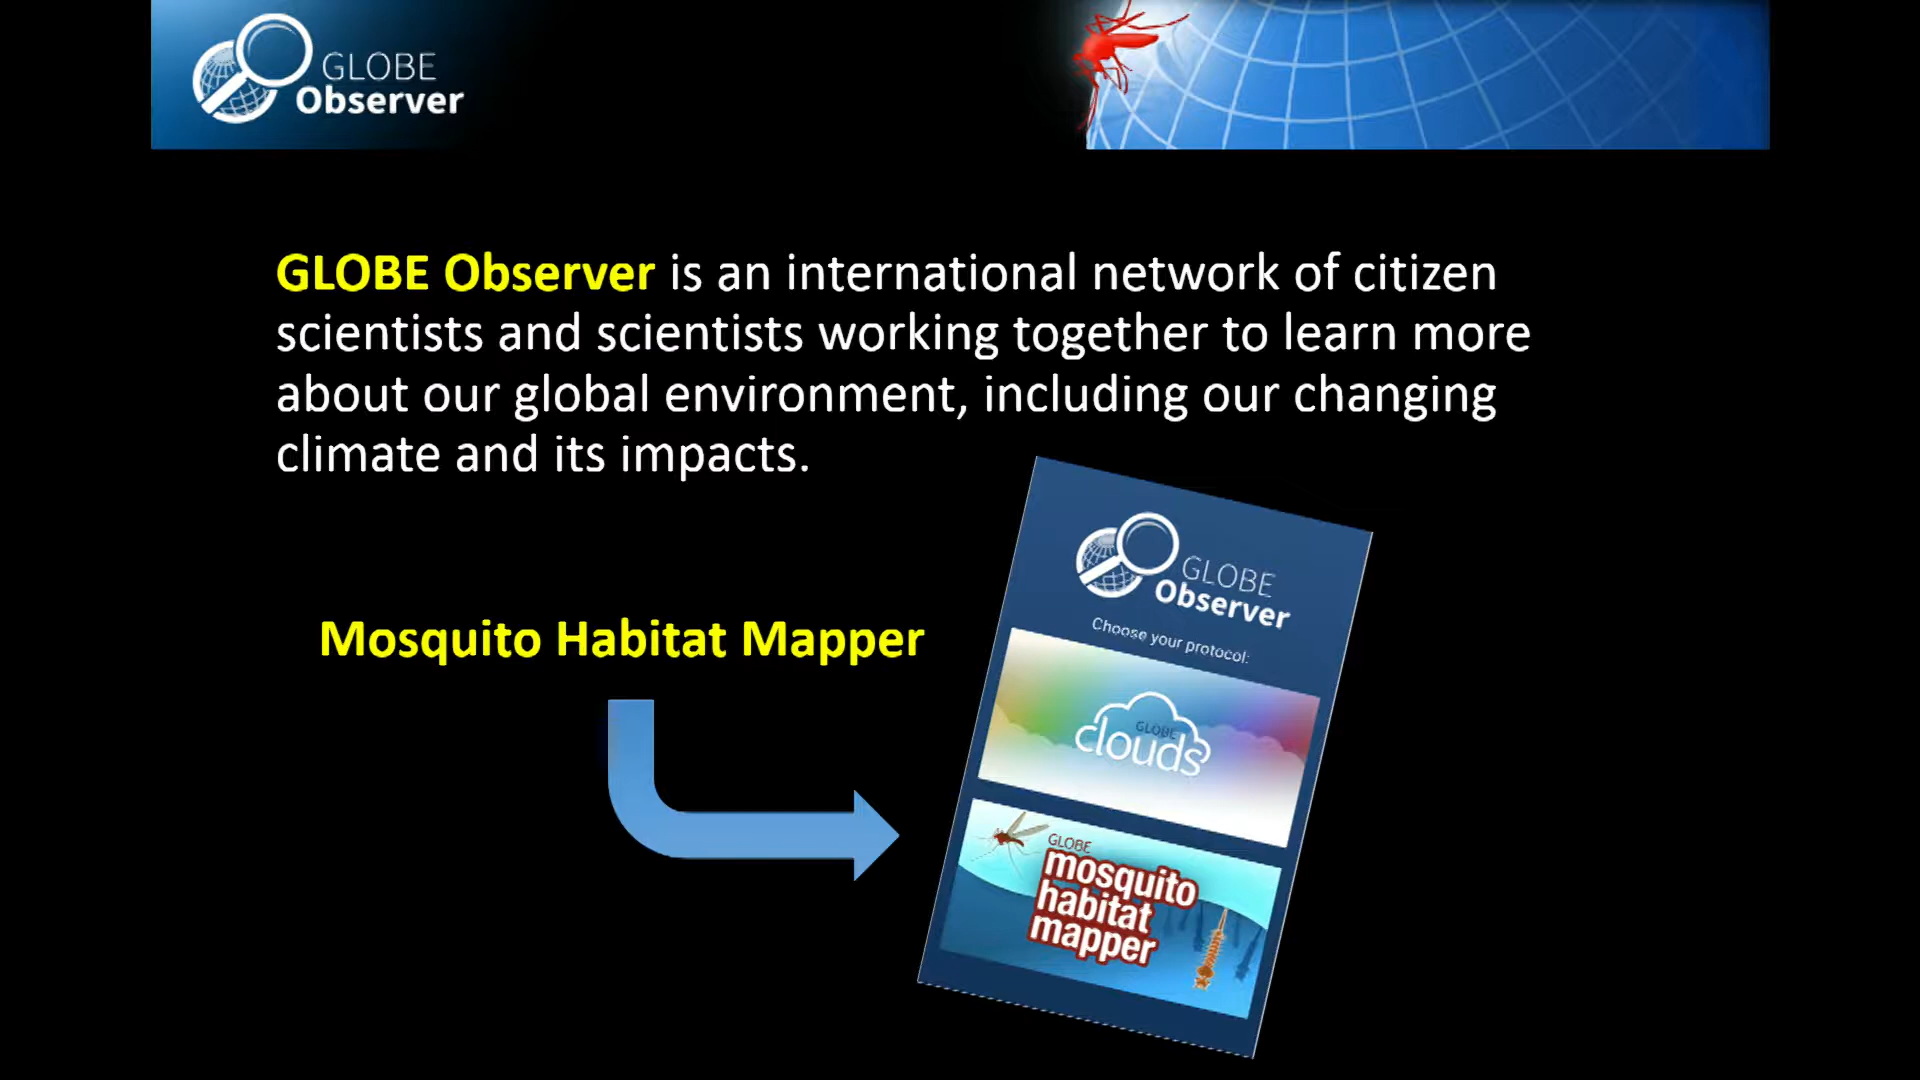 GLOBE
Observer
GLOBE Observer is an international network of citizen
scientists and scientists working together to learn more
about our global environment, including our changing
climate and its impacts.
Mosquito Habitat Mapper
GLOBE
Observer
Choose your protocol:
GLOBE
clouds
GLOBE
mosquito
habitat
mapper